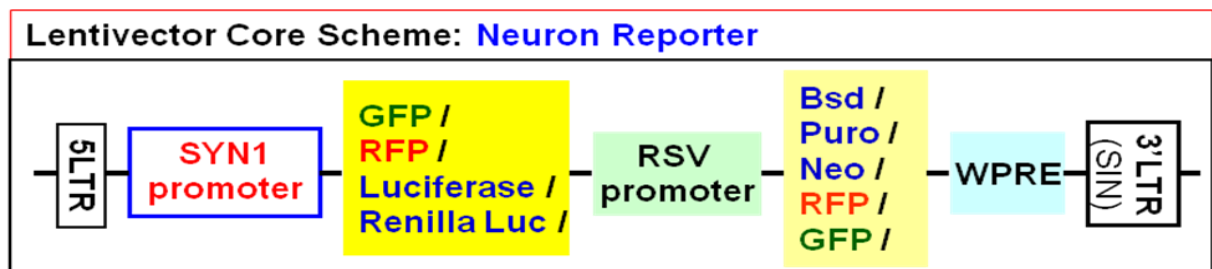 Lentivector Core Scheme: Neuron Reporter
5LTR
SYN1
promoter
GFP /
RFP /
Luciferase /
Renilla Luc /
RSV
promoter
Bsd /
Puro /
Neo /
RFP /
GFP /
WPRE
3'LTR
(SIN)